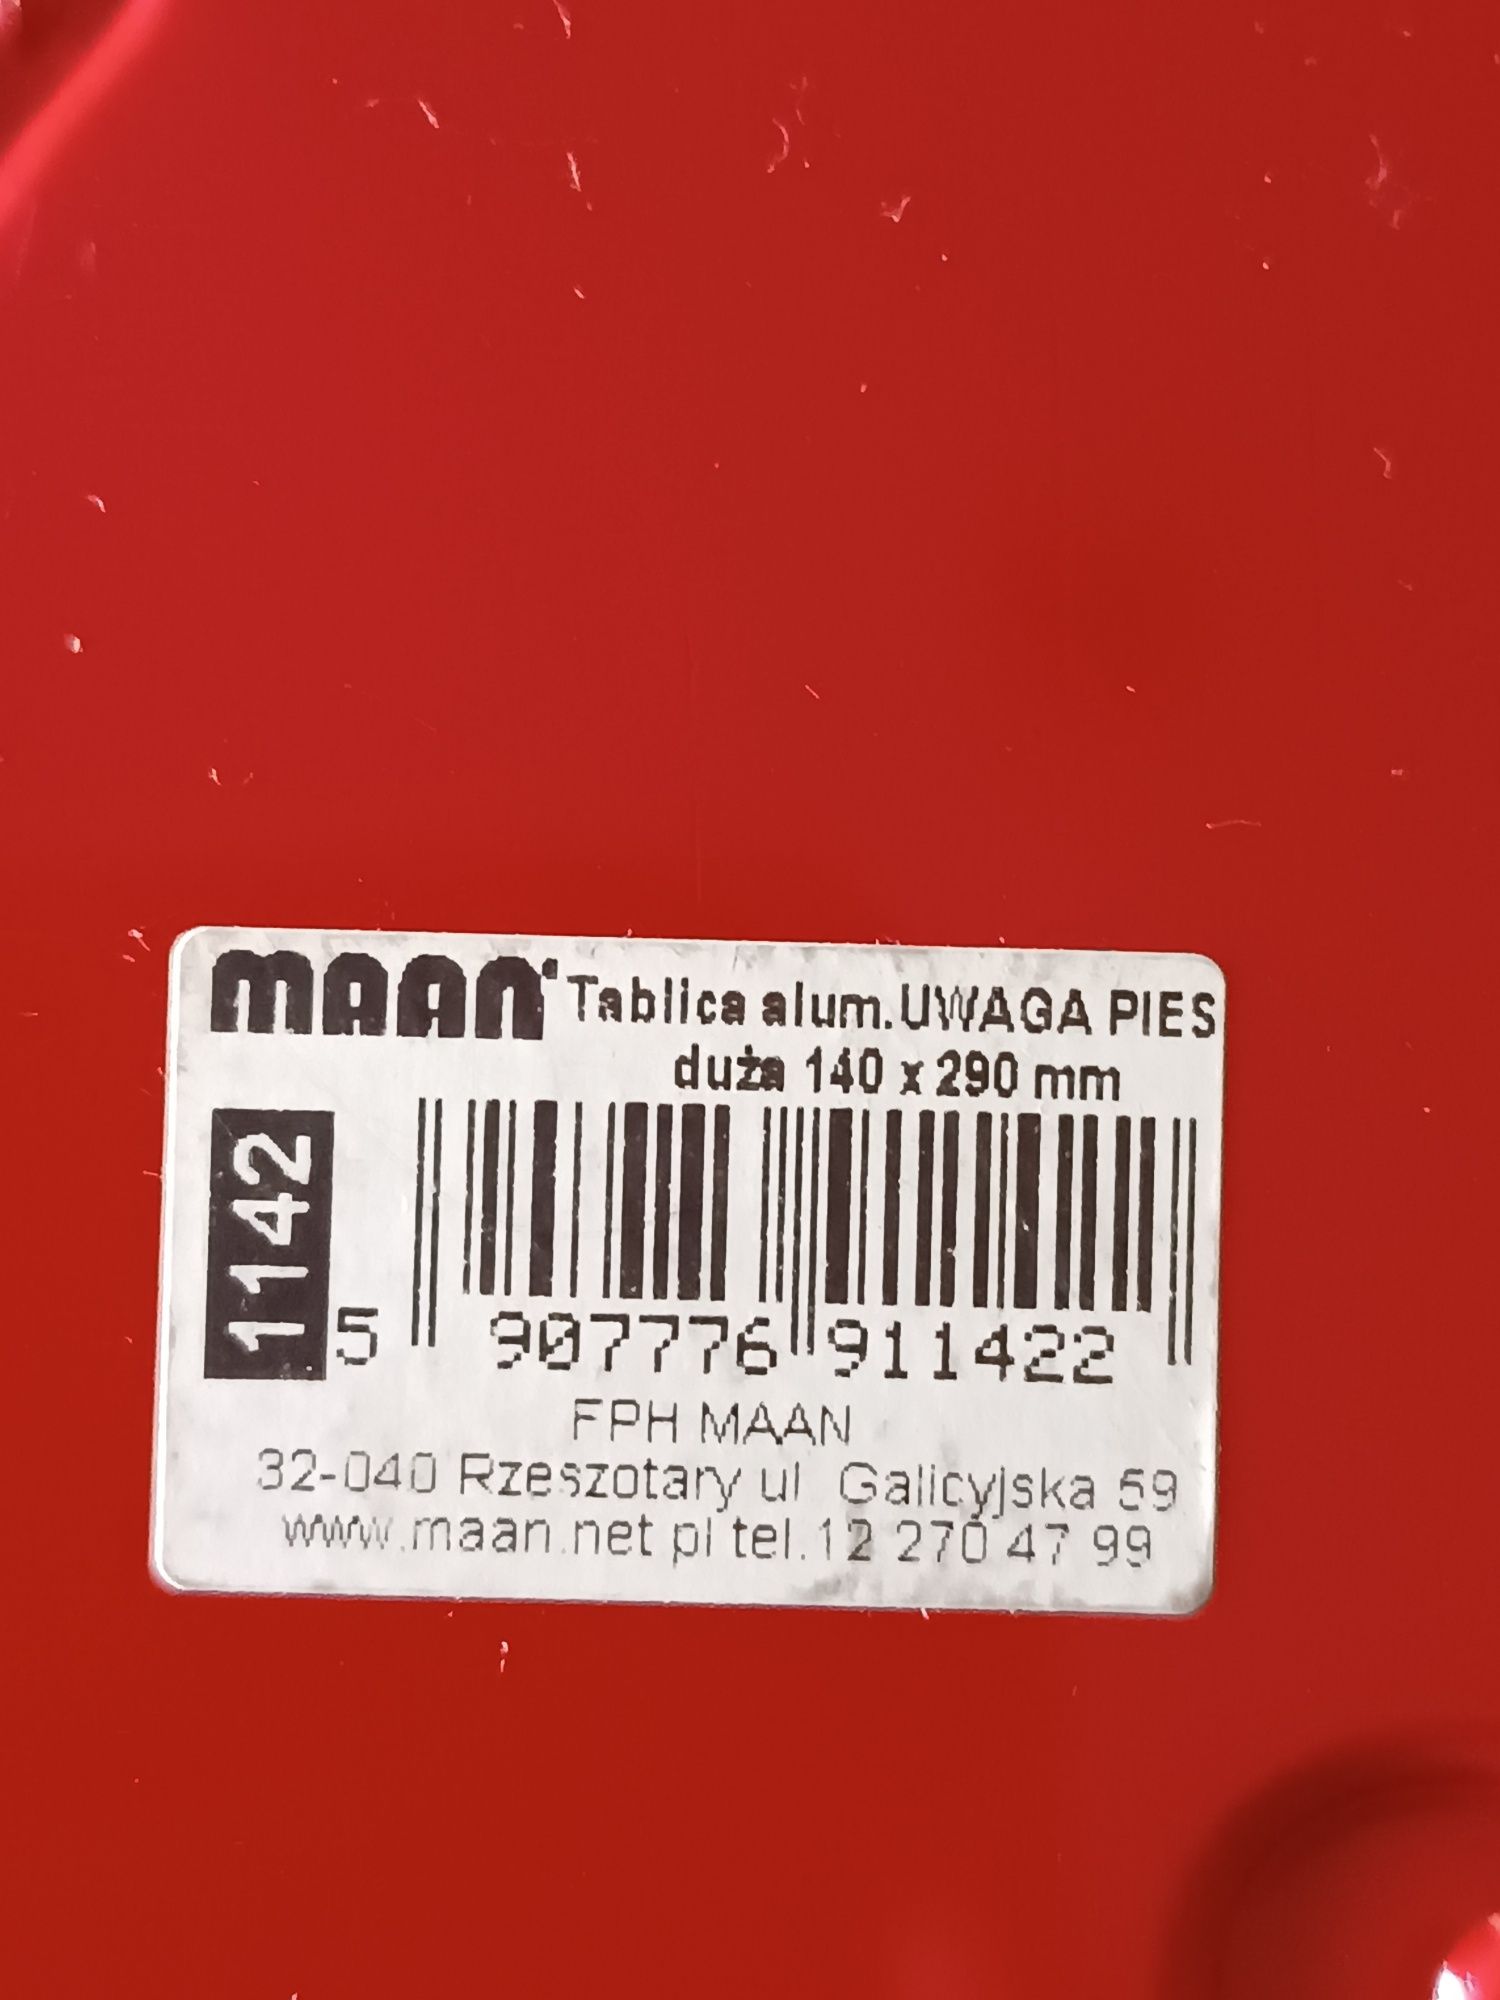 MAAN Tablica alum.UWAGA PIES
duża 140 x 290 mm
1142
5 907776 911422
FPH MAAN
32-040 Rzeszotary ul. Galicyjska 59
www.maan.net.pl tel.12 270 47 99